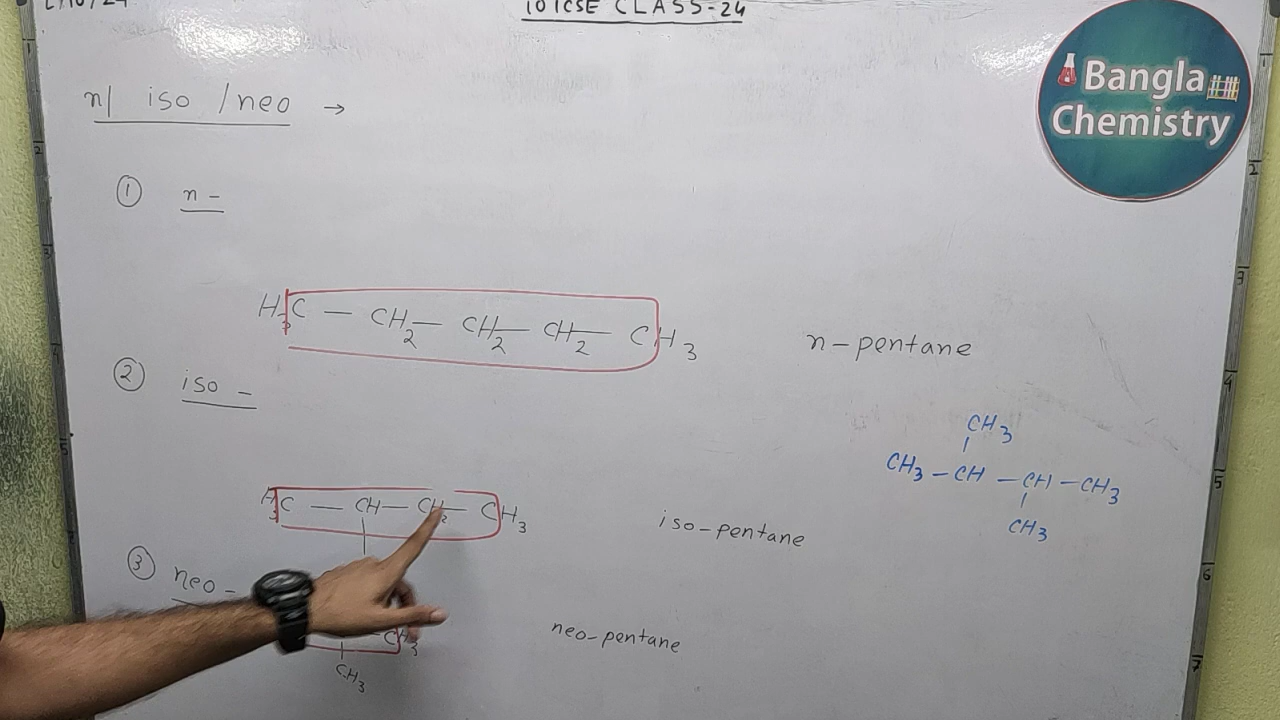 10 ICSE CLASS-24
Bangla
Chemistry
n/ iso /neo →
① n-
H3C — CH2 — CH2 — CH2 — CH3
n-pentane
② iso -
CH3
CH3 — CH — CH — CH3
CH3
H3C — CH — CH2 — CH3
iso-pentane
③ neo-
CH3
neo-pentane
CH3